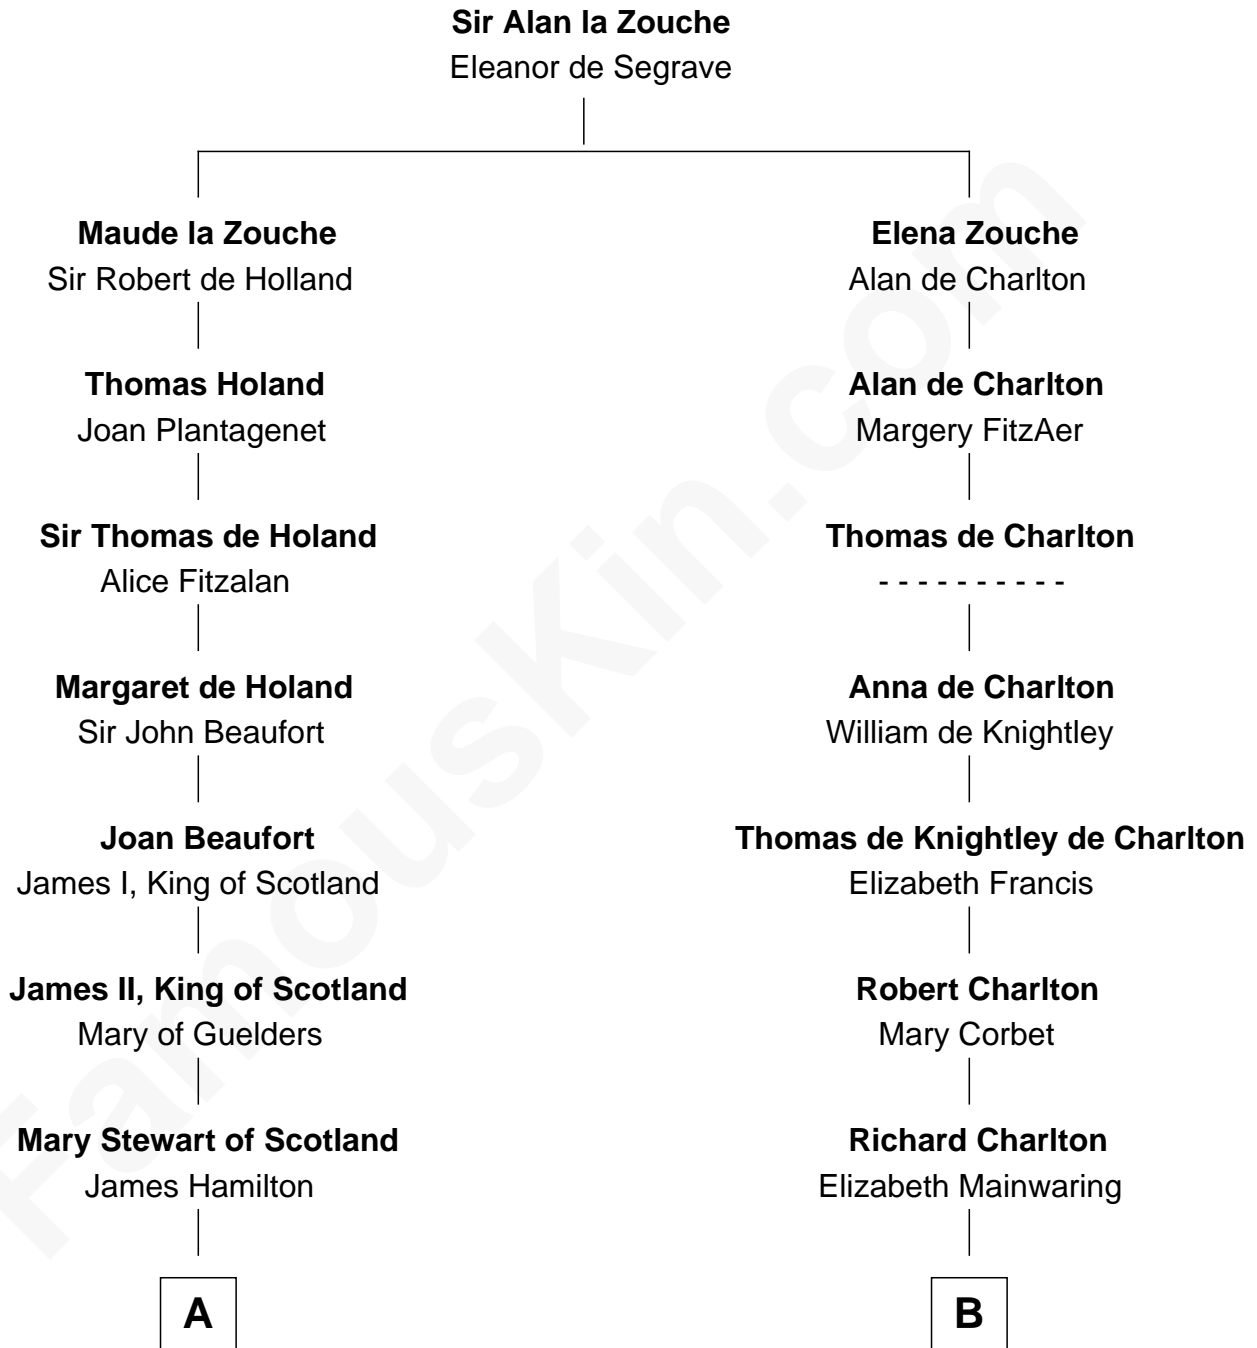 Sir Alan la Zouche
Eleanor de Segrave
Maude la Zouche
Sir Robert de Holland
Elena Zouche
Alan de Charlton
Thomas Holand
Joan Plantagenet
Alan de Charlton
Margery FitzAer
Sir Thomas de Holand
Alice Fitzalan
Thomas de Charlton
- - - - - - - - - -
Margaret de Holand
Sir John Beaufort
Anna de Charlton
William de Knightley
Joan Beaufort
James I, King of Scotland
Thomas de Knightley de Charlton
Elizabeth Francis
James II, King of Scotland
Mary of Guelders
Robert Charlton
Mary Corbet
Mary Stewart of Scotland
James Hamilton
Richard Charlton
Elizabeth Mainwaring
A
B
FamousKin.com